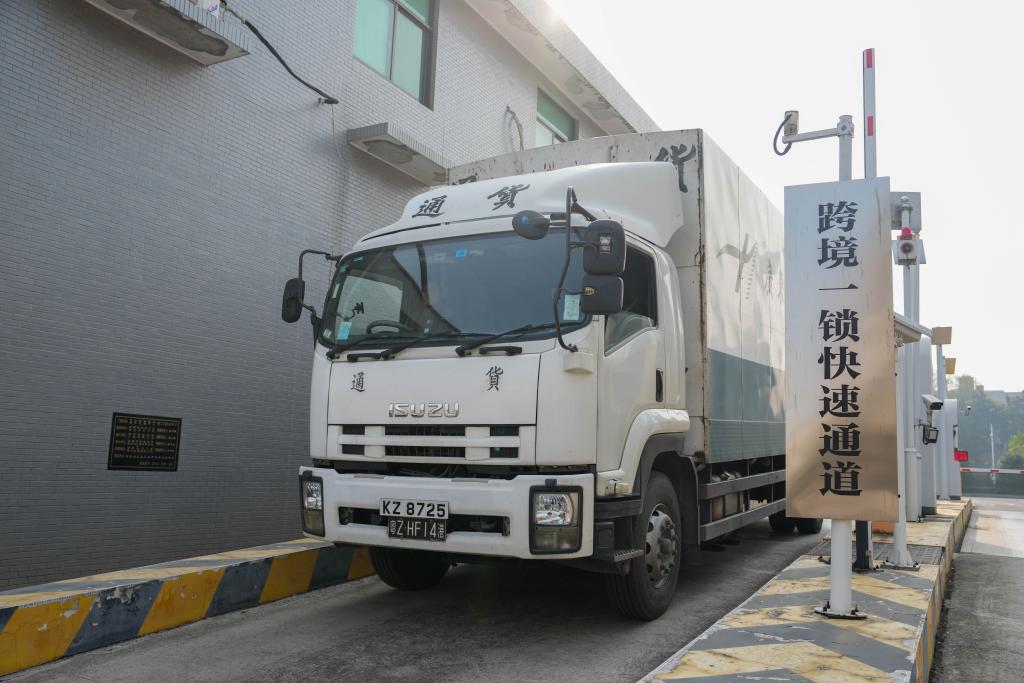 通貨
貨
通 貨
ISUZU
KZ 8725
粤Z·HF14港
跨境一锁快速通道